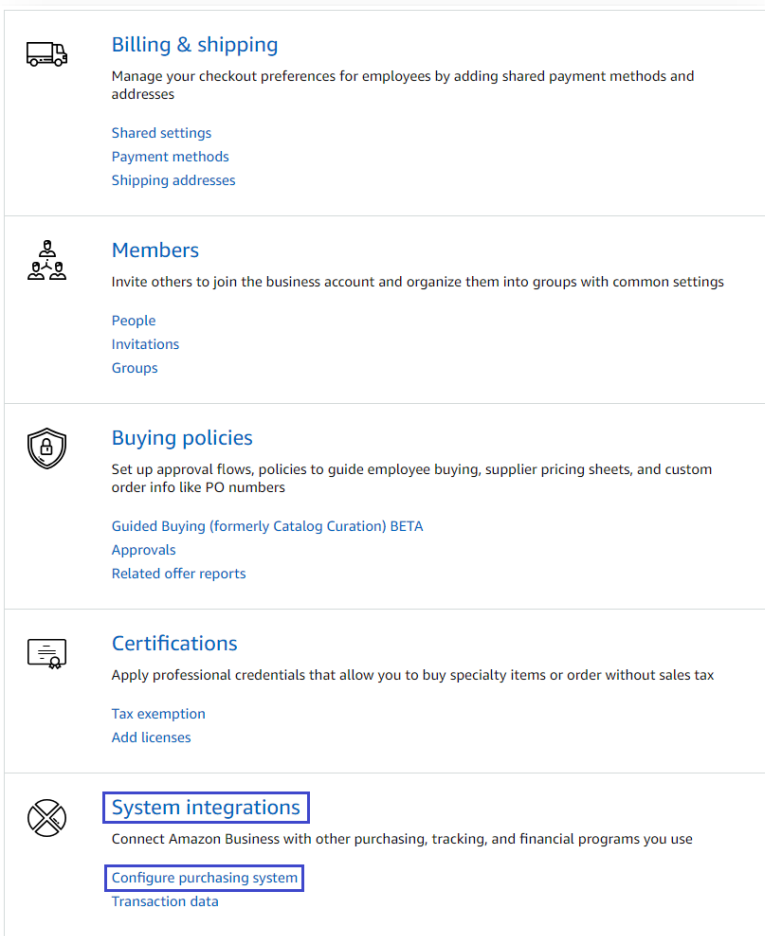 Billing & shipping
Manage your checkout preferences for employees by adding shared payment methods and
addresses
Shared settings
Payment methods
Shipping addresses
Members
Invite others to join the business account and organize them into groups with common settings
People
Invitations
Groups
Buying policies
Set up approval flows, policies to guide employee buying, supplier pricing sheets, and custom
order info like PO numbers
Guided Buying (formerly Catalog Curation) BETA
Approvals
Related offer reports
Certifications
Apply professional credentials that allow you to buy specialty items or order without sales tax
Tax exemption
Add licenses
System integrations
Connect Amazon Business with other purchasing, tracking, and financial programs you use
Configure purchasing system
Transaction data